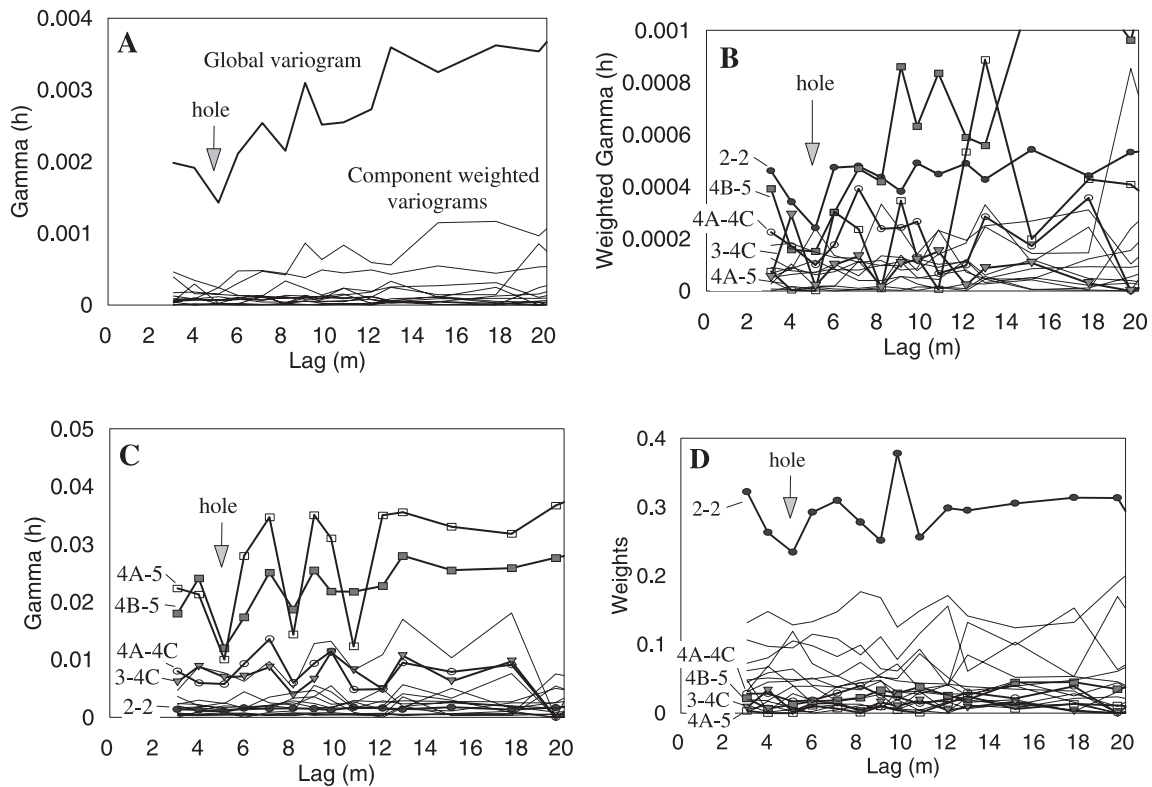 A
Global variogram
hole
Component weighted
variograms
Gamma (h)
0.004
0.003
0.002
0.001
0
0 2 4 6 8 10 12 14 16 18 20
Lag (m)
B
hole
Weighted Gamma (h)
0.001
0.0008
0.0006
0.0004
0.0002
0
2-2
4B-5
4A-4C
3-4C
4A-5
0 2 4 6 8 10 12 14 16 18 20
Lag (m)
C
hole
Gamma (h)
0.05
0.04
0.03
0.02
0.01
0
4A-5
4B-5
4A-4C
3-4C
2-2
0 2 4 6 8 10 12 14 16 18 20
Lag (m)
D
hole
Weights
0.4
0.3
0.2
0.1
0
2-2
4A-4C
4B-5
3-4C
4A-5
0 2 4 6 8 10 12 14 16 18 20
Lag (m)